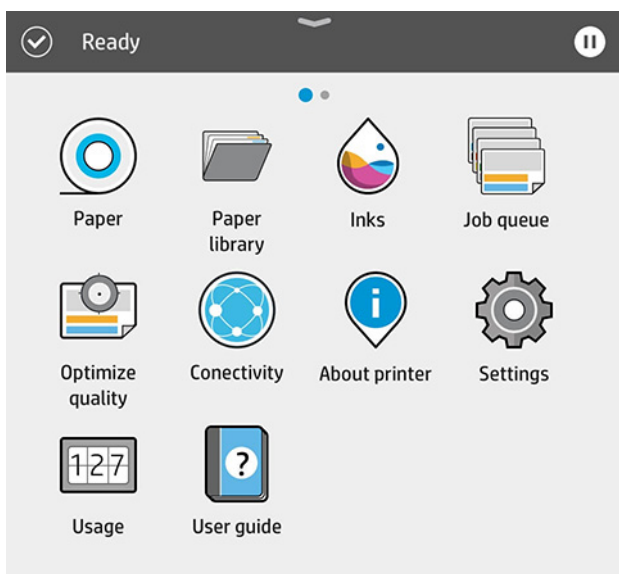 Ready
Paper
Paper
library
Inks
Job queue
Optimize
quality
Conectivity
About printer
Settings
127
Usage
User guide